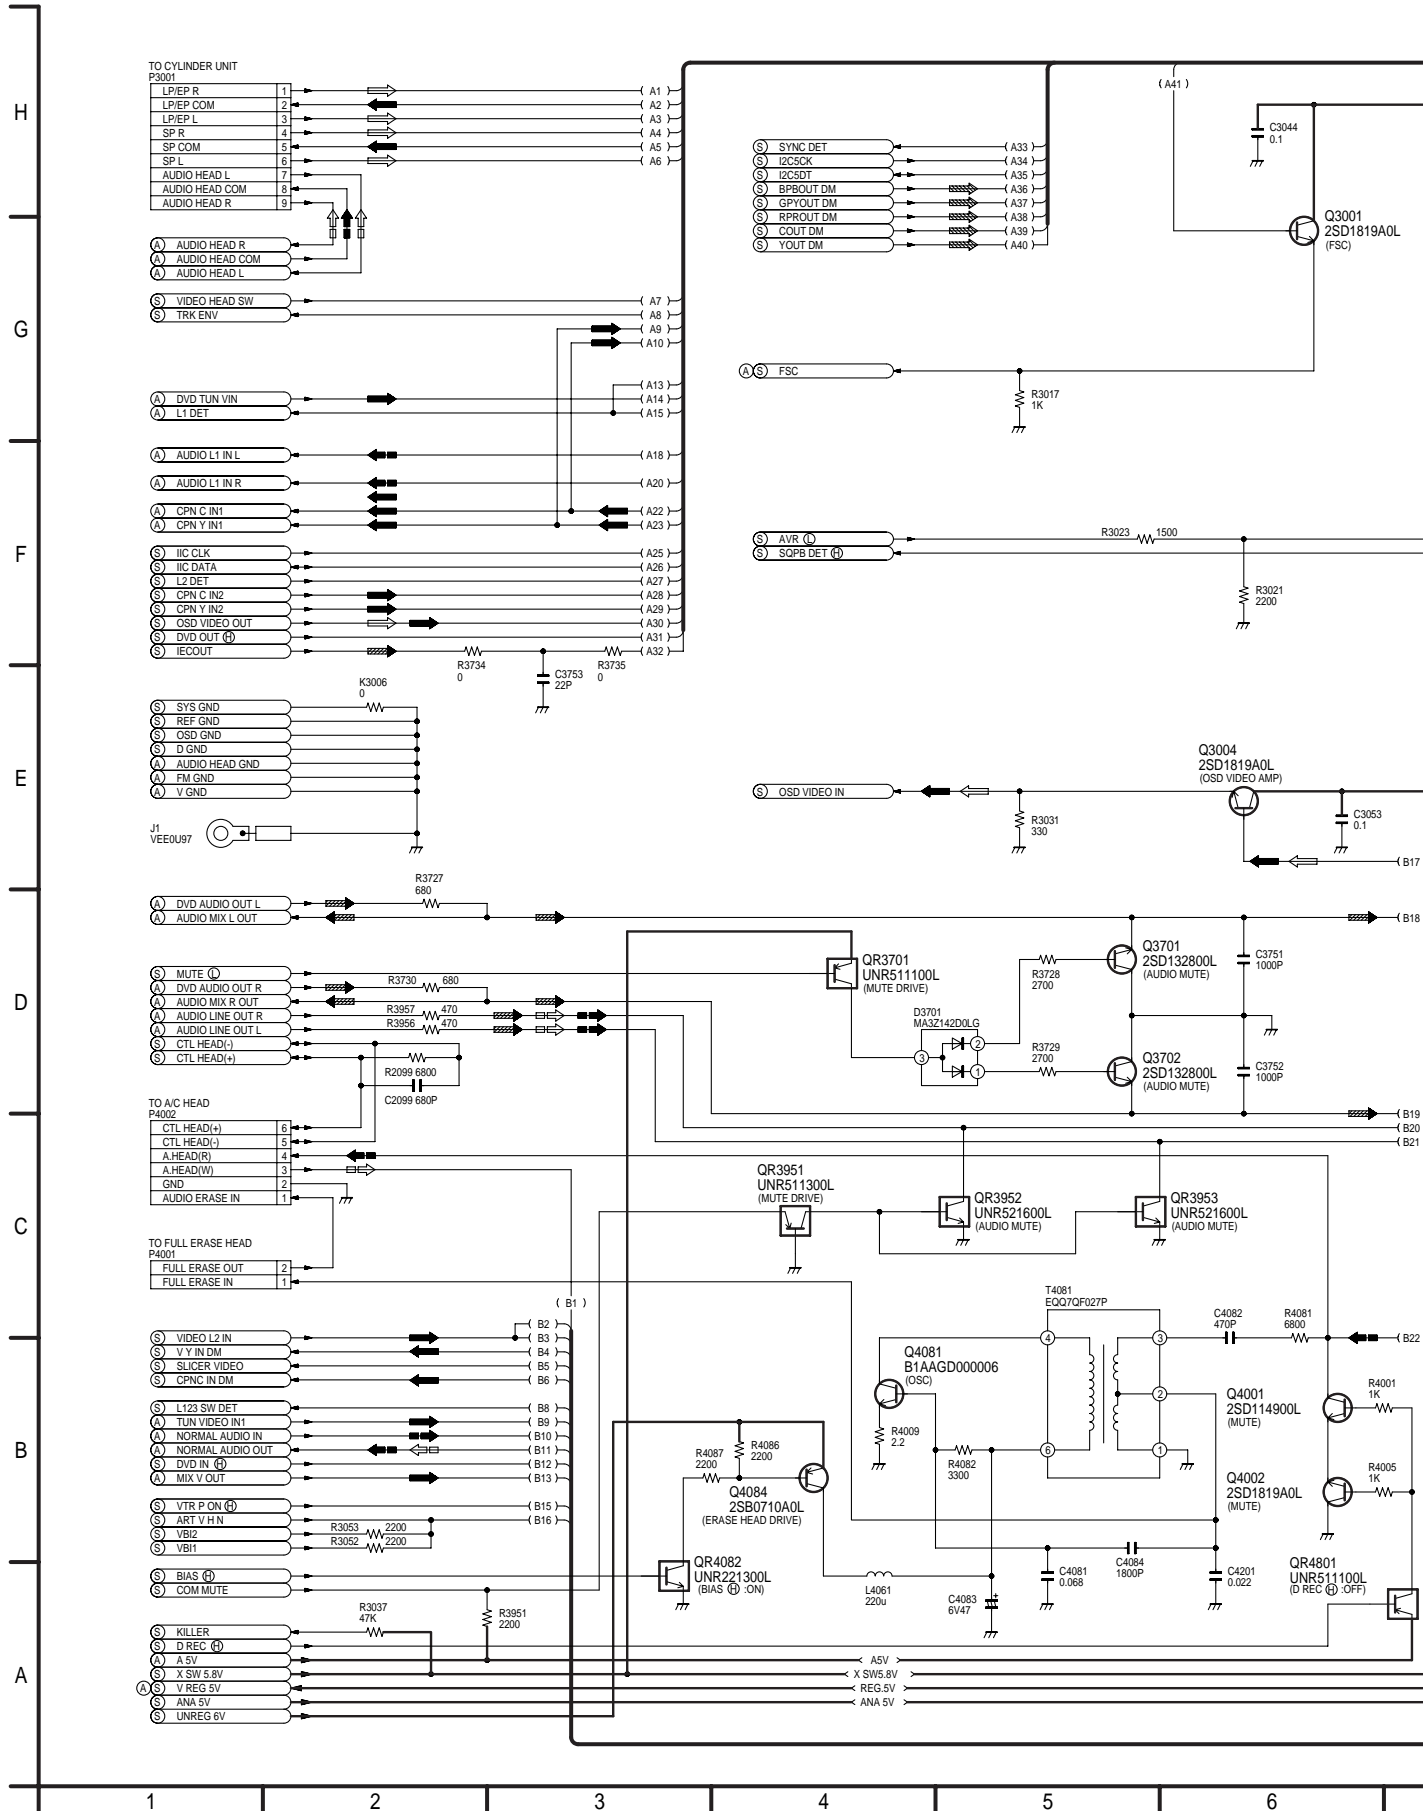 H
TO CYLINDER UNIT
P3001
LP/EP R 1
LP/EP COM 2
LP/EP L 3
SP R 4
SP COM 5
SP L 6
AUDIO HEAD L 7
AUDIO HEAD COM 8
AUDIO HEAD R 9
( A1 )
( A2 )
( A3 )
( A4 )
( A5 )
( A6 )
(A41)
C3044
0.1
S SYNC DET (A33)
S I2C5CK (A34)
S I2C5DT (A35)
S BPBOUT DM (A36)
S GPYOUT DM (A37)
S RPROUT DM (A38)
S COUT DM (A39)
S YOUT DM (A40)
Q3001
2SD1819A0L
(FSC)
G
A AUDIO HEAD R
A AUDIO HEAD COM
A AUDIO HEAD L
S VIDEO HEAD SW ( A7 )
S TRK ENV ( A8 )
( A9 )
( A10 )
( A13 )
A DVD TUN VIN ( A14 )
A L1 DET ( A15 )
A S FSC
R3017
1K
F
A AUDIO L1 IN L ( A18 )
A AUDIO L1 IN R ( A20 )
A CPN C IN1 ( A22 )
A CPN Y IN1 ( A23 )
S IIC CLK ( A25 )
S IIC DATA ( A26 )
S L2 DET ( A27 )
S CPN C IN2 ( A28 )
S CPN Y IN2 ( A29 )
S OSD VIDEO OUT ( A30 )
S DVD OUT H ( A31 )
S IECOUT ( A32 )
R3734
0
C3753
22P
R3735
0
S AVR L
S SQPB DET H
R3023 1500
R3021
2200
E
K3006
0
S SYS GND
S REF GND
S OSD GND
S D GND
A AUDIO HEAD GND
A FM GND
A V GND
J1
VEE0U97
Q3004
2SD1819A0L
(OSD VIDEO AMP)
S OSD VIDEO IN
R3031
330
C3053
0.1
( B17
D
R3727
680
A DVD AUDIO OUT L
A AUDIO MIX L OUT
( B18
S MUTE L
A DVD AUDIO OUT R
A AUDIO MIX R OUT
A AUDIO LINE OUT R
A AUDIO LINE OUT L
S CTL HEAD(-)
S CTL HEAD(+)
R3730 680
R3957 470
R3956 470
R2099 6800
C2099 680P
QR3701
UNR511100L
(MUTE DRIVE)
D3701
MA3Z142D0LG
3
2
1
R3728
2700
R3729
2700
Q3701
2SD132800L
(AUDIO MUTE)
Q3702
2SD132800L
(AUDIO MUTE)
C3751
1000P
C3752
1000P
( B19
( B20
( B21
C
TO A/C HEAD
P4002
CTL HEAD(+) 6
CTL HEAD(-) 5
A.HEAD(R) 4
A.HEAD(W) 3
GND 2
AUDIO ERASE IN 1
TO FULL ERASE HEAD
P4001
FULL ERASE OUT 2
FULL ERASE IN 1
QR3951
UNR511300L
(MUTE DRIVE)
QR3952
UNR521600L
(AUDIO MUTE)
QR3953
UNR521600L
(AUDIO MUTE)
( B1 )
T4081
EQQ7QF027P
4
6
3
2
1
C4082
470P
R4081
6800
( B22
B
( B2 )
S VIDEO L2 IN ( B3 )
S V Y IN DM ( B4 )
S SLICER VIDEO ( B5 )
S CPNC IN DM ( B6 )
S L123 SW DET ( B8 )
A TUN VIDEO IN1 ( B9 )
A NORMAL AUDIO IN (B10)
A NORMAL AUDIO OUT (B11)
S DVD IN H (B12)
A MIX V OUT (B13)
S VTR P ON H (B15)
S ART V H N (B16)
S VBI2
S VBI1
R3053 2200
R3052 2200
Q4081
B1AAGD000006
(OSC)
R4009
2.2
R4082
3300
R4087
2200
R4086
2200
Q4084
2SB0710A0L
(ERASE HEAD DRIVE)
Q4001
2SD114900L
(MUTE)
R4001
1K
Q4002
2SD1819A0L
(MUTE)
R4005
1K
A
S BIAS H
S COM MUTE
R3037
47K
R3951
2200
QR4082
UNR221300L
(BIAS H :ON)
L4061
220u
C4083
6V47
C4081
0.068
C4084
1800P
C4201
0.022
QR4801
UNR511100L
(D REC H :OFF)
S KILLER
S D REC H
A A 5V
S X SW 5.8V
A S V REG 5V
S ANA 5V
S UNREG 6V
A5V
X SW5.8V
REG.5V
ANA 5V
1 2 3 4 5 6